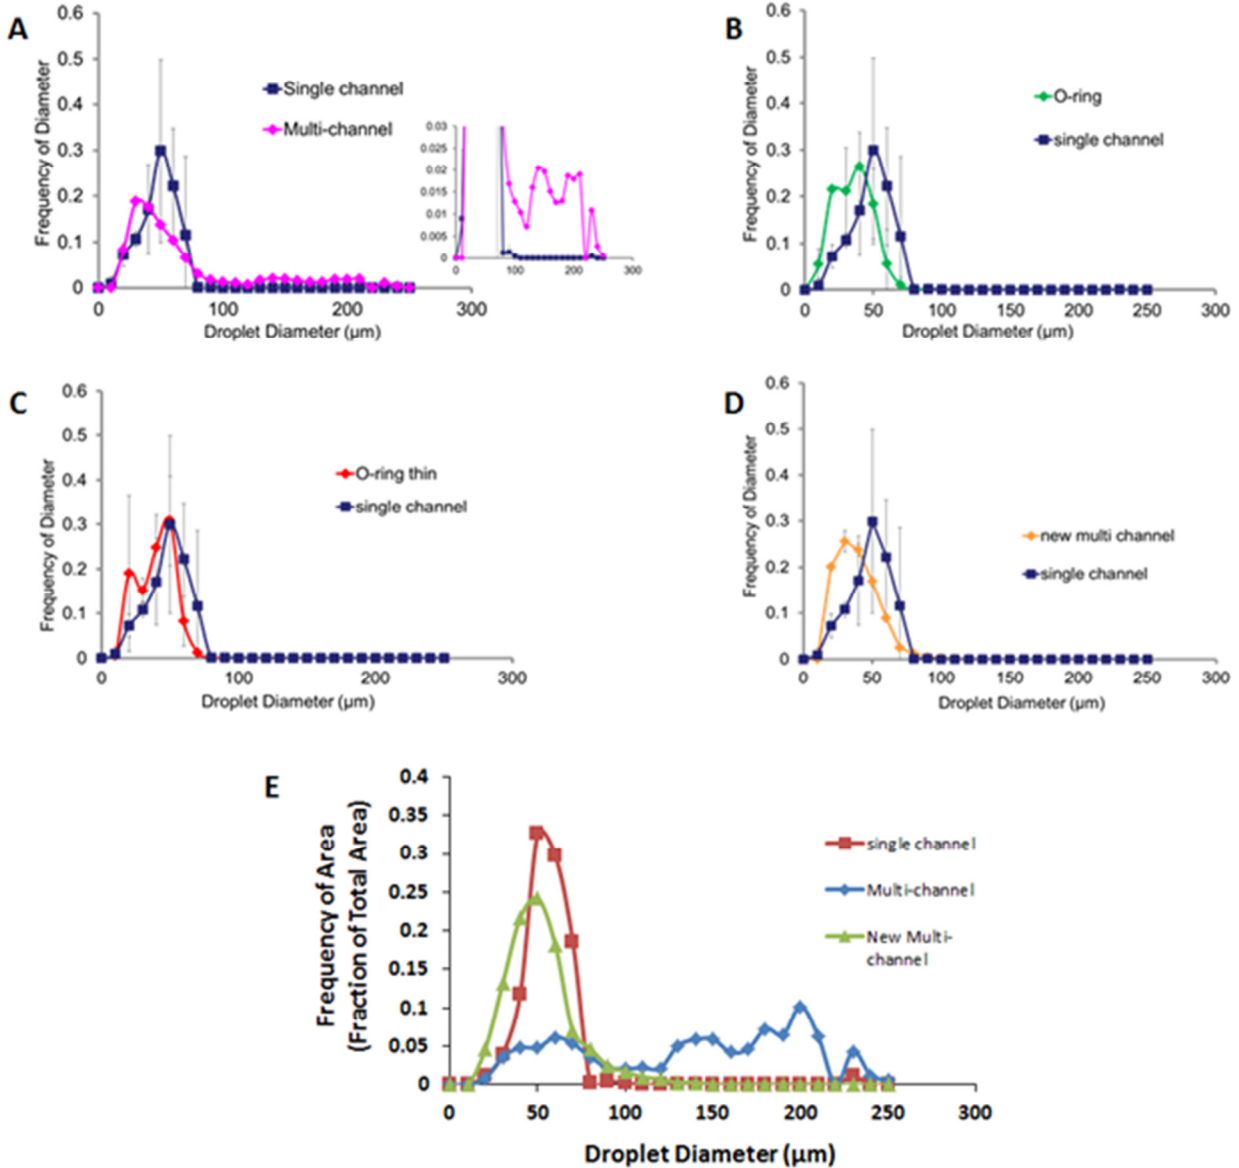 A
Frequency of Diameter
0.6
0.5
0.4
0.3
0.2
0.1
0
Single channel
Multi-channel
0.03
0.025
0.02
0.015
0.01
0.005
0
0
100
200
300
0
100
200
300
Droplet Diameter (µm)
B
Frequency of Diameter
0.6
0.5
0.4
0.3
0.2
0.1
0
O-ring
single channel
0
50
100
150
200
250
300
Droplet Diameter (µm)
C
Frequency of Diameter
0.6
0.5
0.4
0.3
0.2
0.1
0
O-ring thin
single channel
0
100
200
300
Droplet Diameter (µm)
D
Frequency of Diameter
0.6
0.5
0.4
0.3
0.2
0.1
0
new multi channel
single channel
0
50
100
150
200
250
300
Droplet Diameter (µm)
E
Frequency of Area
(Fraction of Total Area)
0.4
0.35
0.3
0.25
0.2
0.15
0.1
0.05
0
single channel
Multi-channel
New Multi-
channel
0
50
100
150
200
250
300
Droplet Diameter (µm)